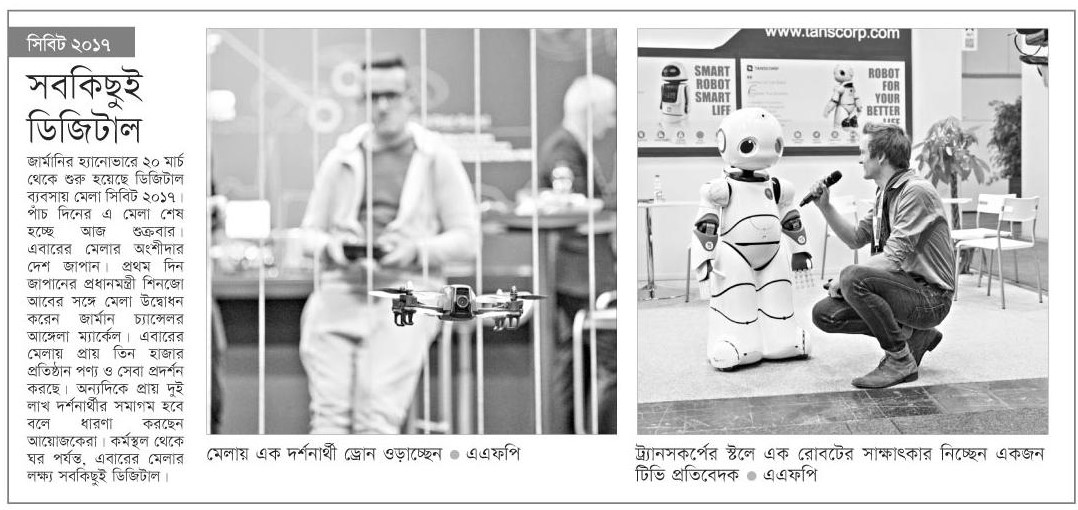 সিবিট ২০১৭
সবকিছুই
ডিজিটাল
জার্মানির হ্যানোভারে ২০ মার্চ
থেকে শুরু হয়েছে ডিজিটাল
ব্যবসায় মেলা সিবিট ২০১৭।
পাঁচ দিনের এ মেলা শেষ
হচ্ছে আজ শুক্রবার।
এবারের মেলার অংশীদার
দেশ জাপান। প্রথম দিন
জাপানের প্রধানমন্ত্রী শিনজো
আবের সঙ্গে মেলা উদ্বোধন
করেন জার্মান চ্যান্সেলর
আঙ্গেলা ম্যার্কেল। এবারের
মেলায় প্রায় তিন হাজার
প্রতিষ্ঠান পণ্য ও সেবা প্রদর্শন
করছে। অন্যদিকে প্রায় দুই
লাখ দর্শনার্থীর সমাগম হবে
বলে ধারণা করছেন
আয়োজকেরা। কর্মস্থল থেকে
ঘর পর্যন্ত, এবারের মেলার
লক্ষ্য সবকিছুই ডিজিটাল।
মেলায় এক দর্শনার্থী ড্রোন ওড়াচ্ছেন ● এএফপি
www.tanscorp.com
TANSCORP
SMART
ROBOT
SMART
LIFE
ROBOT
FOR
YOUR
BETTER
LIFE
ট্র্যানসকর্পের স্টলে এক রোবটের সাক্ষাৎকার নিচ্ছেন একজন
টিভি প্রতিবেদক ● এএফপি